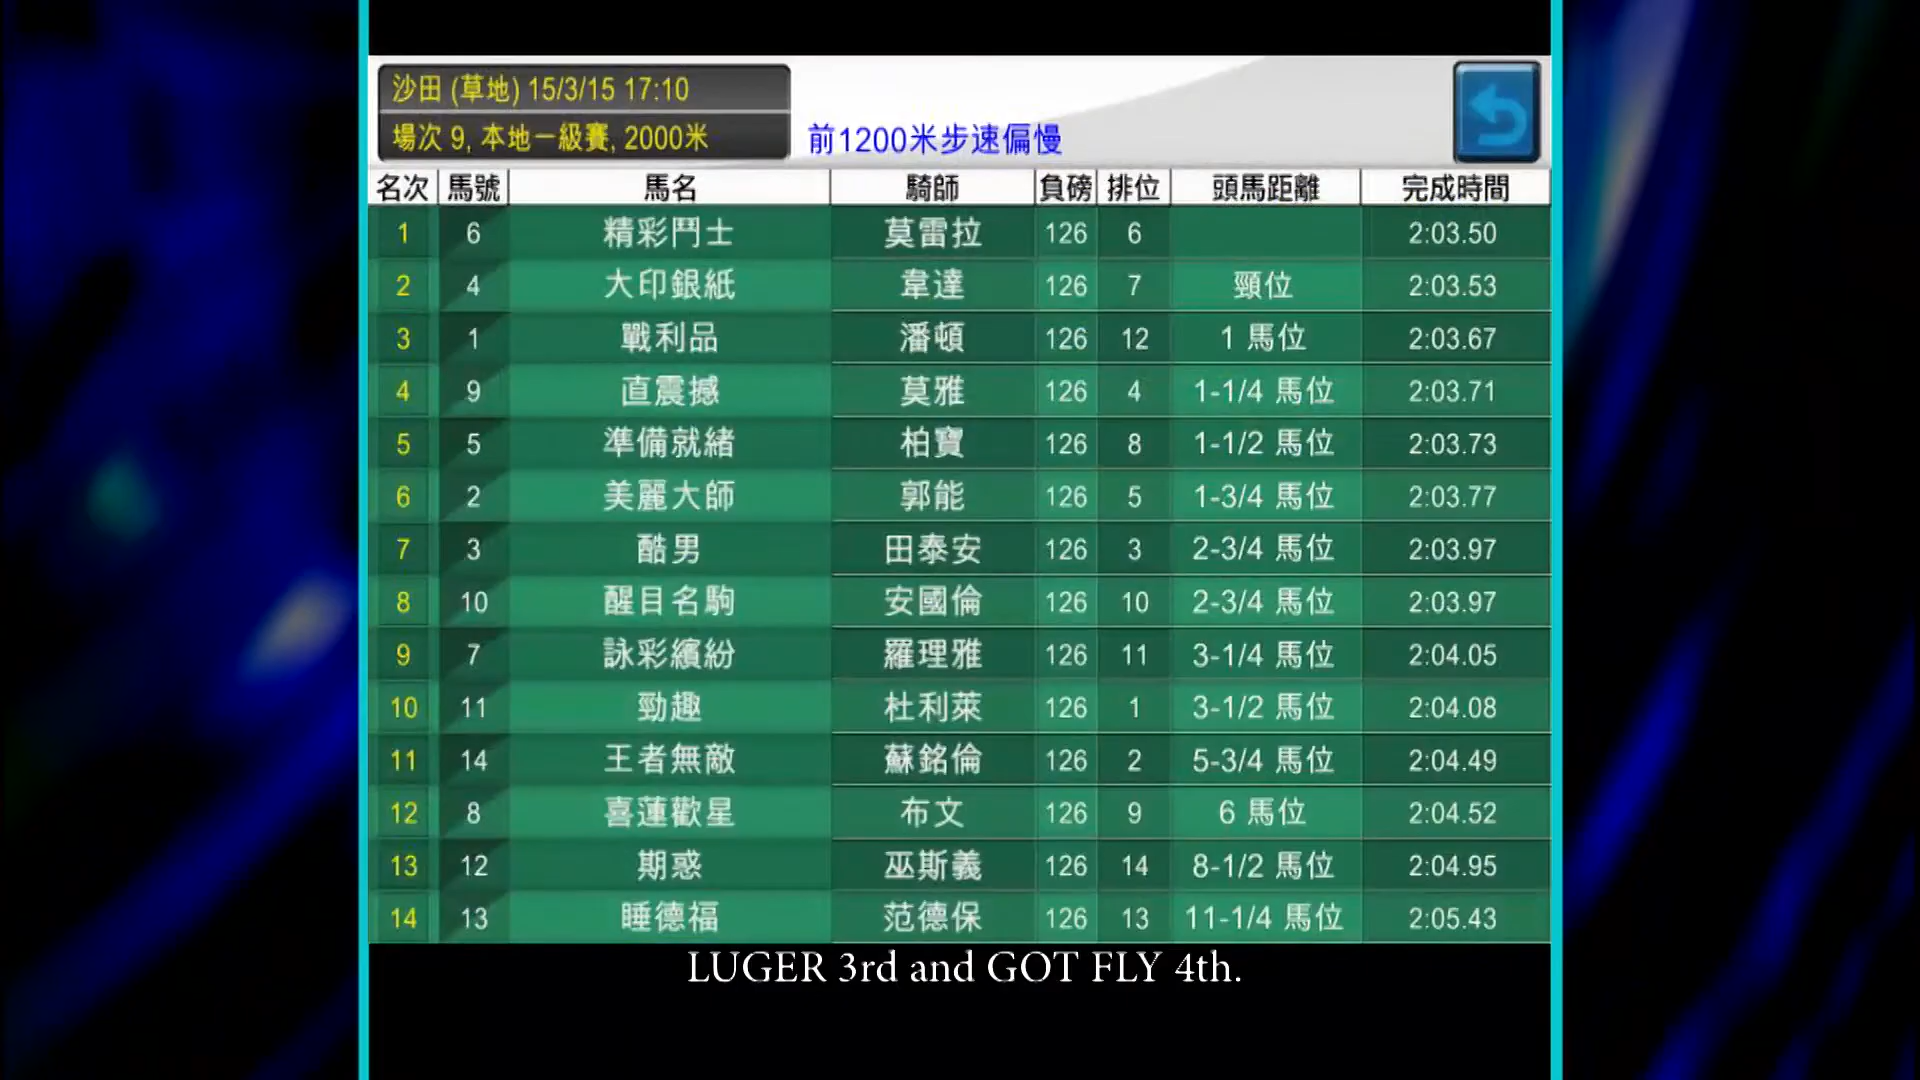 沙田 (草地) 15/3/15 17:10
場次 9, 本地一級賽, 2000米
前1200米步速偏慢
名次 馬號 馬名 騎師 負磅 排位 頭馬距離 完成時間
1 6 精彩鬥士 莫雷拉 126 6 2:03.50
2 4 大印銀紙 韋達 126 7 頸位 2:03.53
3 1 戰利品 潘頓 126 12 1 馬位 2:03.67
4 9 直震撼 莫雅 126 4 1-1/4 馬位 2:03.71
5 5 準備就緒 柏寶 126 8 1-1/2 馬位 2:03.73
6 2 美麗大師 郭能 126 5 1-3/4 馬位 2:03.77
7 3 酷男 田泰安 126 3 2-3/4 馬位 2:03.97
8 10 醒目名駒 安國倫 126 10 2-3/4 馬位 2:03.97
9 7 詠彩繽紛 羅理雅 126 11 3-1/4 馬位 2:04.05
10 11 勁趣 杜利萊 126 1 3-1/2 馬位 2:04.08
11 14 王者無敵 蘇銘倫 126 2 5-3/4 馬位 2:04.49
12 8 喜蓮歡星 布文 126 9 6 馬位 2:04.52
13 12 期惑 巫斯義 126 14 8-1/2 馬位 2:04.95
14 13 睡德福 范德保 126 13 11-1/4 馬位 2:05.43
LUGER 3rd and GOT FLY 4th.